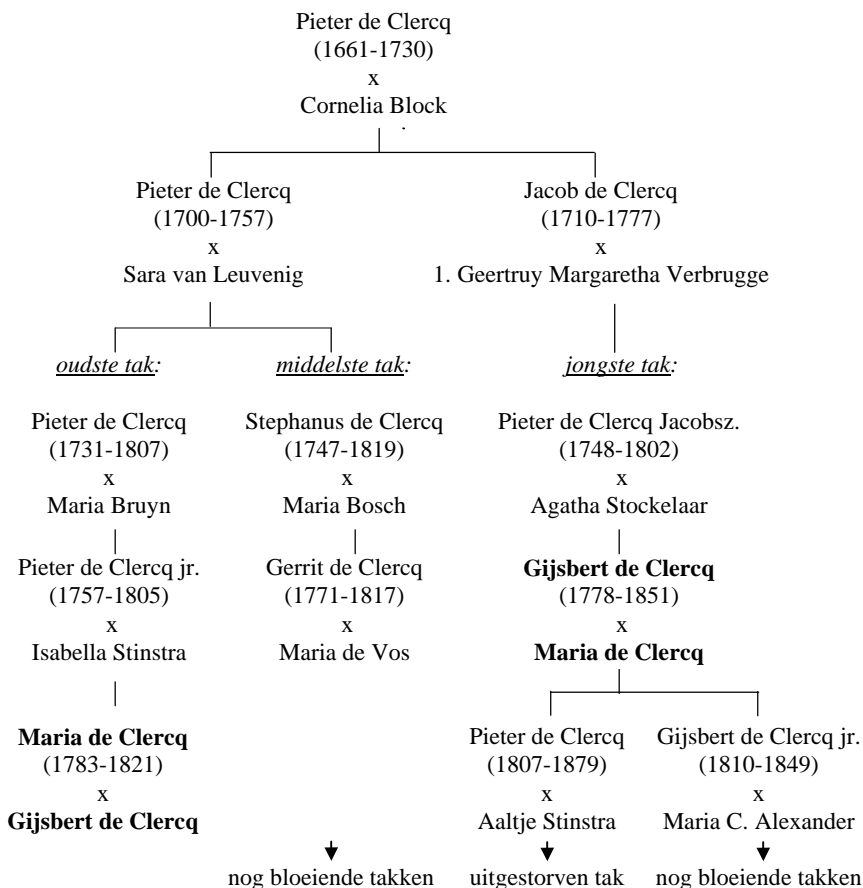 Pieter de Clercq
(1661-1730)
x
Cornelia Block
Pieter de Clercq
(1700-1757)
x
Sara van Leuvenig
Jacob de Clercq
(1710-1777)
x
1. Geertruy Margaretha Verbrugge
oudste tak:
Pieter de Clercq
(1731-1807)
x
Maria Bruyn
Pieter de Clercq jr.
(1757-1805)
x
Isabella Stinstra
Maria de Clercq
(1783-1821)
x
Gijsbert de Clercq
middelste tak:
Stephanus de Clercq
(1747-1819)
x
Maria Bosch
Gerrit de Clercq
(1771-1817)
x
Maria de Vos
nog bloeiende takken
jongste tak:
Pieter de Clercq Jacobsz.
(1748-1802)
x
Agatha Stockelaar
Gijsbert de Clercq
(1778-1851)
x
Maria de Clercq
Pieter de Clercq
(1807-1879)
x
Aaltje Stinstra
uitgestorven tak
Gijsbert de Clercq jr.
(1810-1849)
x
Maria C. Alexander
nog bloeiende takken